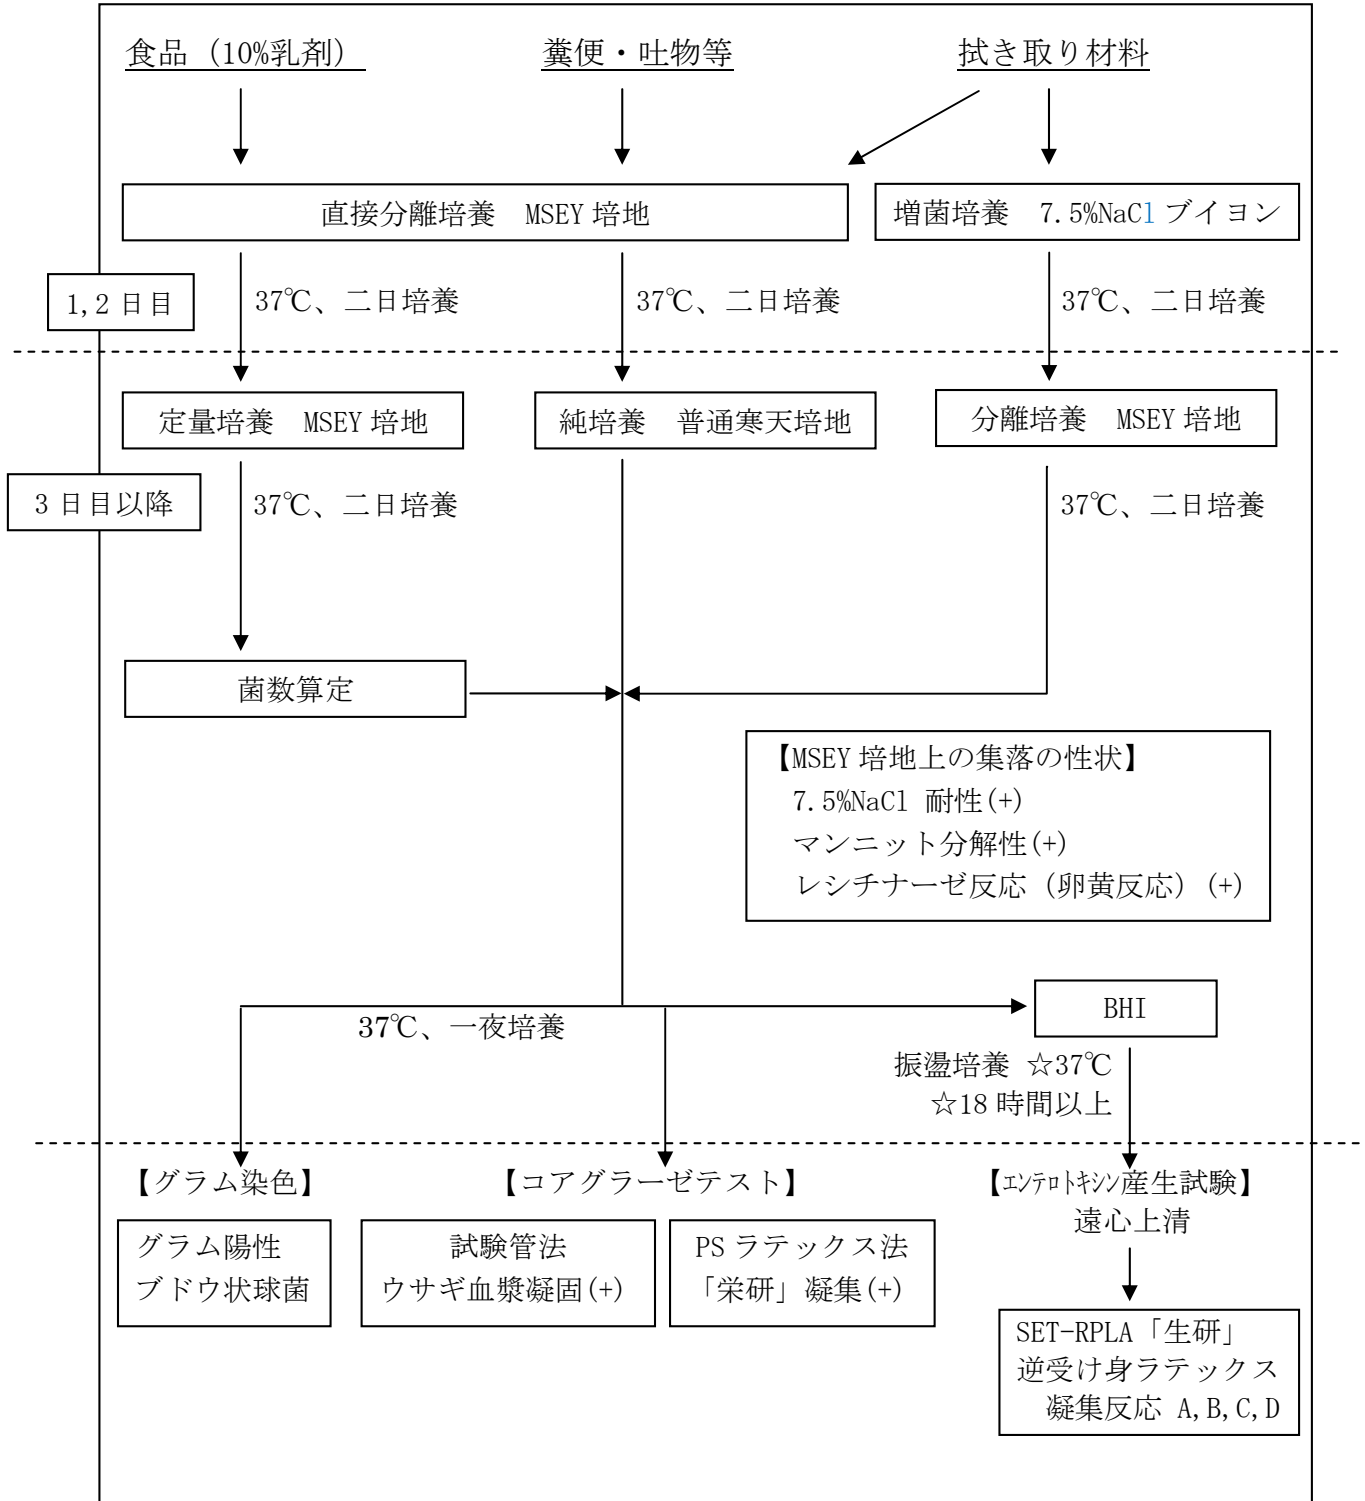 食品 (10%乳剤)
糞便・吐物等
拭き取り材料
直接分離培養　MSEY 培地
増菌培養　7.5%NaCl ブイヨン
1,2 日目
37℃、二日培養
37℃、二日培養
37℃、二日培養
定量培養　MSEY 培地
純培養　普通寒天培地
分離培養　MSEY 培地
3 日目以降
37℃、二日培養
37℃、二日培養
菌数算定
【MSEY 培地上の集落の性状】
7.5%NaCl 耐性(+)
マンニット分解性(+)
レシチナーゼ反応 (卵黄反応) (+)
BHI
37℃、一夜培養
振盪培養 ☆37℃
☆18 時間以上
【グラム染色】
【コアグラーゼテスト】
【エンテロトキシン産生試験】
遠心上清
グラム陽性
ブドウ状球菌
試験管法
ウサギ血漿凝固(+)
PS ラテックス法
「栄研」凝集(+)
SET-RPLA「生研」
逆受け身ラテックス
凝集反応 A,B,C,D